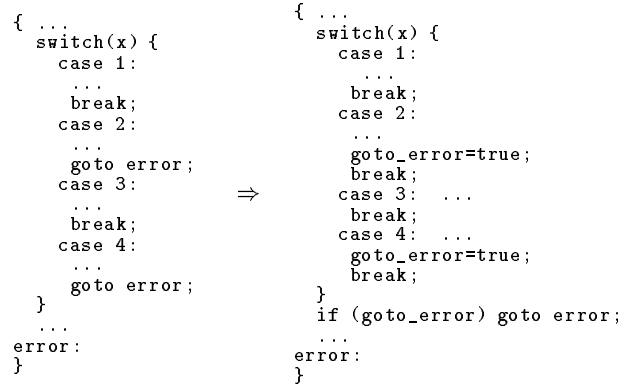 { ...
switch(x) {
case 1:
...
break;
case 2:
...
goto error;
case 3:
...
break;
case 4:
...
goto error;
}
...
error:
}
⇒
{ ...
switch(x) {
case 1:
...
break;
case 2:
...
goto_error=true;
break;
case 3: ...
break;
case 4: ...
goto_error=true;
break;
}
if (goto_error) goto error;
...
error:
}